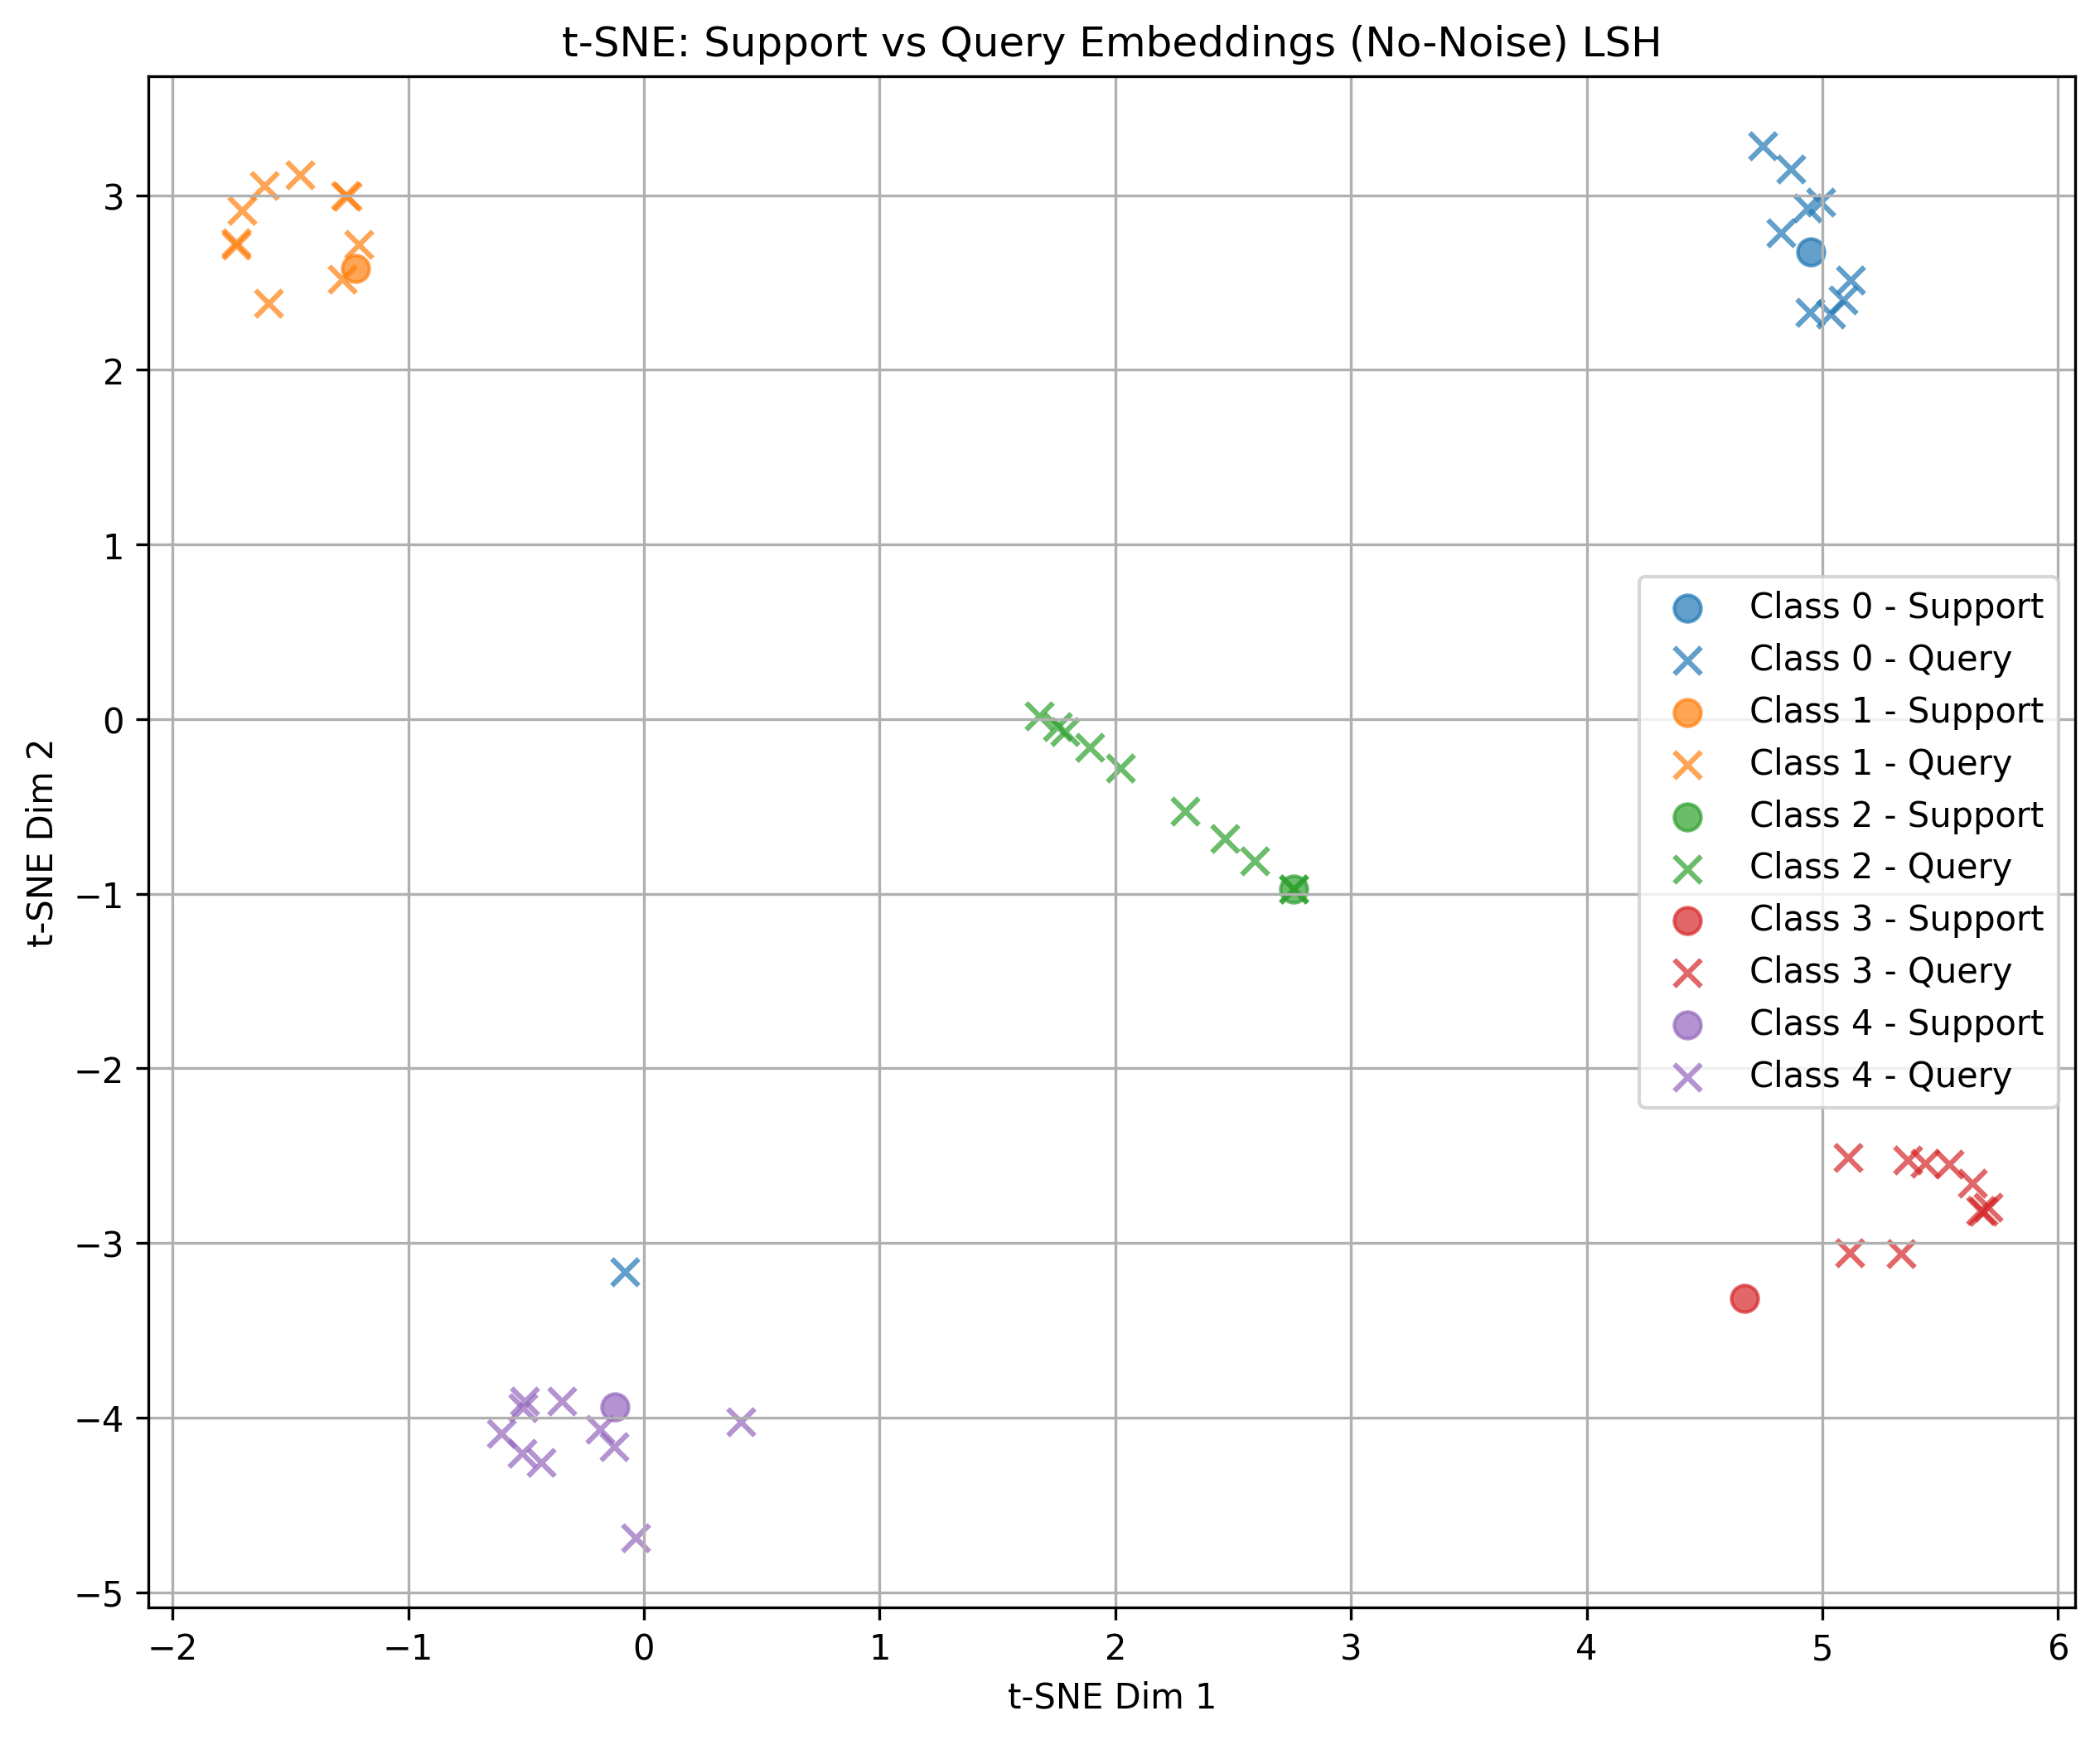 t-SNE: Support vs Query Embeddings (No-Noise) LSH
t-SNE Dim 2
3
2
1
0
−1
−2
−3
−4
−5
Class 0 - Support
Class 0 - Query
Class 1 - Support
Class 1 - Query
Class 2 - Support
Class 2 - Query
Class 3 - Support
Class 3 - Query
Class 4 - Support
Class 4 - Query
−2 −1 0 1 2 3 4 5 6
t-SNE Dim 1